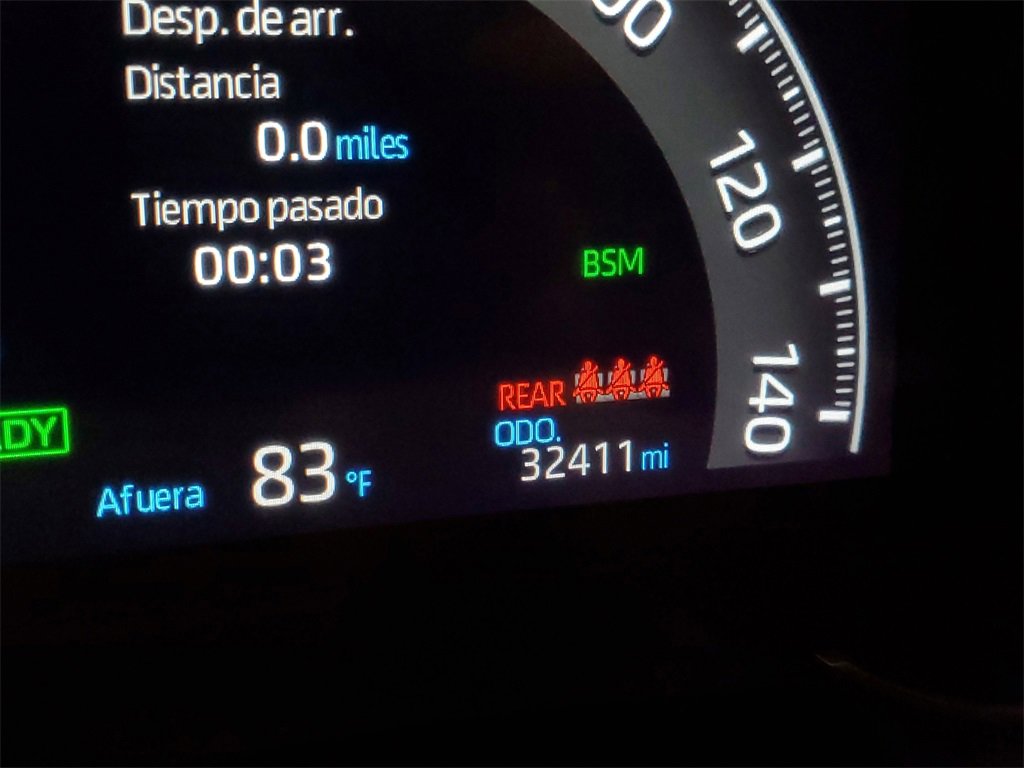 Desp. de arr.
Distancia
0.0 miles
Tiempo pasado
00:03
120
BSM
140
REAR
ODO.
32411 mi
Afuera 83 °F